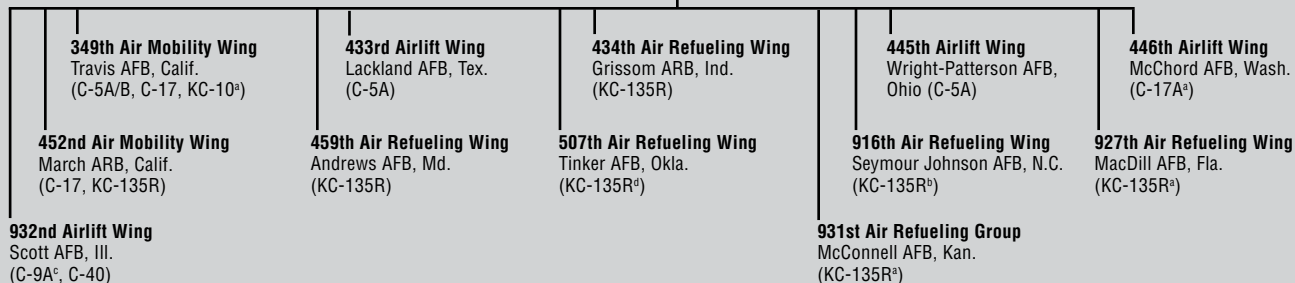 349th Air Mobility Wing
Travis AFB, Calif.
(C-5A/B, C-17, KC-10ᵃ)
433rd Airlift Wing
Lackland AFB, Tex.
(C-5A)
434th Air Refueling Wing
Grissom ARB, Ind.
(KC-135R)
445th Airlift Wing
Wright-Patterson AFB,
Ohio (C-5A)
446th Airlift Wing
McChord AFB, Wash.
(C-17Aᵃ)
452nd Air Mobility Wing
March ARB, Calif.
(C-17, KC-135R)
459th Air Refueling Wing
Andrews AFB, Md.
(KC-135R)
507th Air Refueling Wing
Tinker AFB, Okla.
(KC-135Rᵈ)
916th Air Refueling Wing
Seymour Johnson AFB, N.C.
(KC-135Rᵇ)
927th Air Refueling Wing
MacDill AFB, Fla.
(KC-135Rᵃ)
932nd Airlift Wing
Scott AFB, Ill.
(C-9Aᶜ, C-40)
931st Air Refueling Group
McConnell AFB, Kan.
(KC-135Rᵃ)